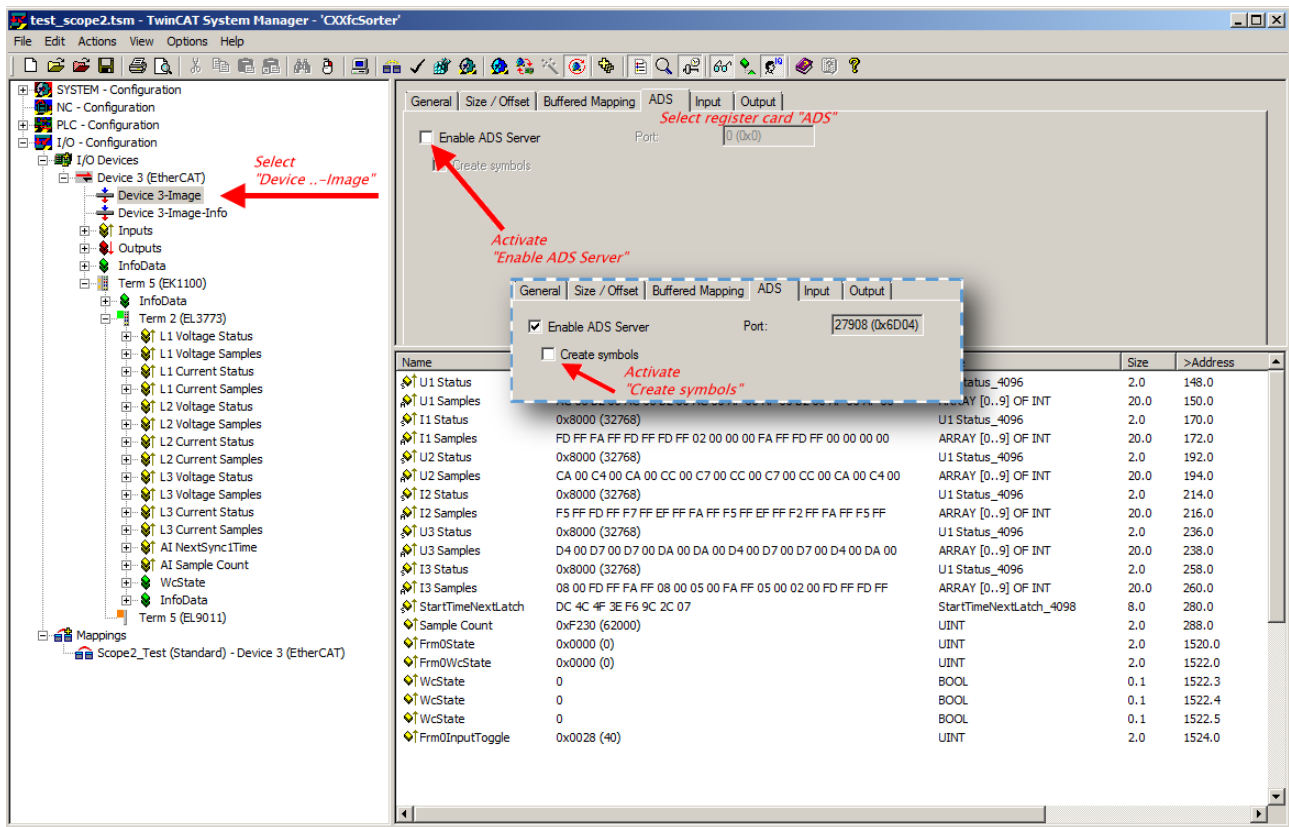 test_scope2.tsm - TwinCAT System Manager - 'CXXfcSorter'
File Edit Actions View Options Help
SYSTEM - Configuration
NC - Configuration
PLC - Configuration
I/O - Configuration
I/O Devices
Device 3 (EtherCAT)
Device 3-Image
Device 3-Image-Info
Inputs
Outputs
InfoData
Term 5 (EK1100)
InfoData
Term 2 (EL3773)
L1 Voltage Status
L1 Voltage Samples
L1 Current Status
L1 Current Samples
L2 Voltage Status
L2 Voltage Samples
L2 Current Status
L2 Current Samples
L3 Voltage Status
L3 Voltage Samples
L3 Current Status
L3 Current Samples
AI NextSync1Time
AI Sample Count
WcState
InfoData
Term 5 (EL9011)
Mappings
Scope2_Test (Standard) - Device 3 (EtherCAT)
Select
"Device ..-Image"
General Size / Offset Buffered Mapping ADS Input Output
Select register card "ADS"
Enable ADS Server Port: 0 (0x0)
Create symbols
Activate
"Enable ADS Server"
General Size / Offset Buffered Mapping ADS Input Output
Enable ADS Server Port: 27908 (0x6D04)
Create symbols
Activate
"Create symbols"
Name Size >Address
U1 Status 2.0 148.0
U1 Samples [0..9] OF INT 20.0 150.0
I1 Status 0x8000 (32768) U1 Status_4096 2.0 170.0
I1 Samples FD FF FA FF FD FF FD FF 02 00 00 00 FA FF FD FF 00 00 00 00 ARRAY [0..9] OF INT 20.0 172.0
U2 Status 0x8000 (32768) U1 Status_4096 2.0 192.0
U2 Samples CA 00 C4 00 CA 00 CC 00 C7 00 CC 00 C7 00 CC 00 CA 00 C4 00 ARRAY [0..9] OF INT 20.0 194.0
I2 Status 0x8000 (32768) U1 Status_4096 2.0 214.0
I2 Samples F5 FF FD FF F7 FF EF FF FA FF F5 FF EF FF F2 FF FA FF F5 FF ARRAY [0..9] OF INT 20.0 216.0
U3 Status 0x8000 (32768) U1 Status_4096 2.0 236.0
U3 Samples D4 00 D7 00 D7 00 DA 00 DA 00 D4 00 D7 00 D7 00 D4 00 DA 00 ARRAY [0..9] OF INT 20.0 238.0
I3 Status 0x8000 (32768) U1 Status_4096 2.0 258.0
I3 Samples 08 00 FD FF FA FF 08 00 05 00 FA FF 05 00 02 00 FD FF FD FF ARRAY [0..9] OF INT 20.0 260.0
StartTimeNextLatch DC 4C 4F 3E F6 9C 2C 07 StartTimeNextLatch_4098 8.0 280.0
Sample Count 0xF230 (62000) UINT 2.0 288.0
Frm0State 0x0000 (0) UINT 2.0 1520.0
Frm0WcState 0x0000 (0) UINT 2.0 1522.0
WcState 0 BOOL 0.1 1522.3
WcState 0 BOOL 0.1 1522.4
WcState 0 BOOL 0.1 1522.5
Frm0InputToggle 0x0028 (40) UINT 2.0 1524.0